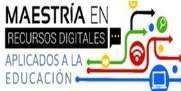 MAESTRÍA EN
RECURSOS DIGITALES
APLICADOS A LA
EDUCACIÓN